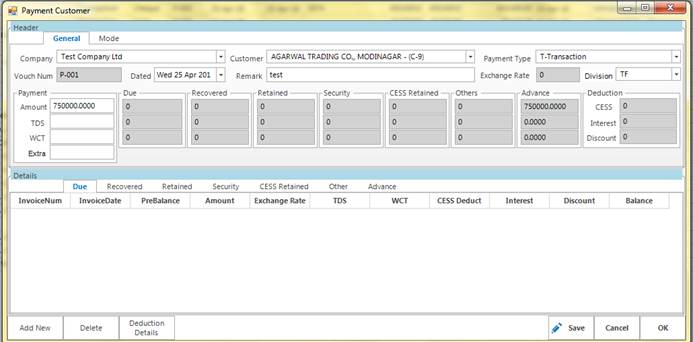 Payment Customer
Header
General Mode
Company Test Company Ltd Customer AGARWAL TRADING CO,, MODINAGAR - (C-9) Payment Type T-Transaction
Vouch Num P-001 Dated Wed 25 Apr 201 Remark test Exchange Rate 0 Division TF
Payment Due Recovered Retained Security CESS Retained Others Advance Deduction
Amount 750000.0000 0 0 0 0 0 0 750000.0000 CESS 0
TDS 0 0 0 0 0 0 0.0000 Interest 0
WCT 0 0 0 0 0 0 0.0000 Discount 0
Extra
Details
Due Recovered Retained Security CESS Retained Other Advance
InvoiceNum InvoiceDate PreBalance Amount Exchange Rate TDS WCT CESS Deduct Interest Discount Balance
Add New Delete Deduction Details Save Cancel OK